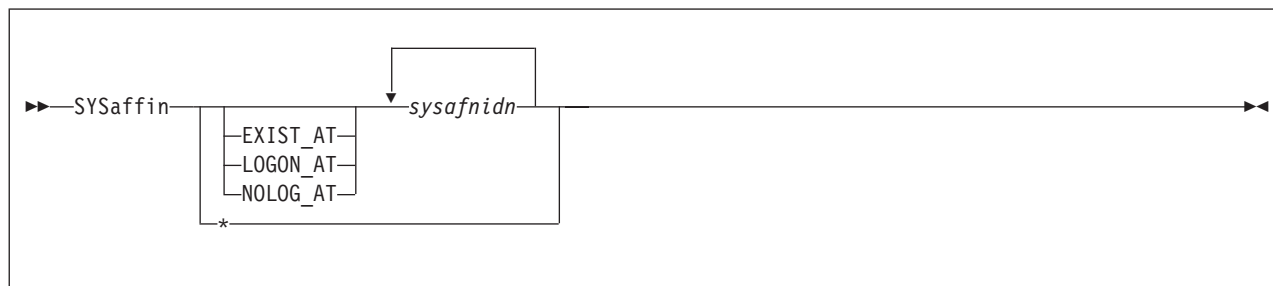 SYSaffin sysafnidn
EXIST_AT
LOGON_AT
NOLOG_AT
*